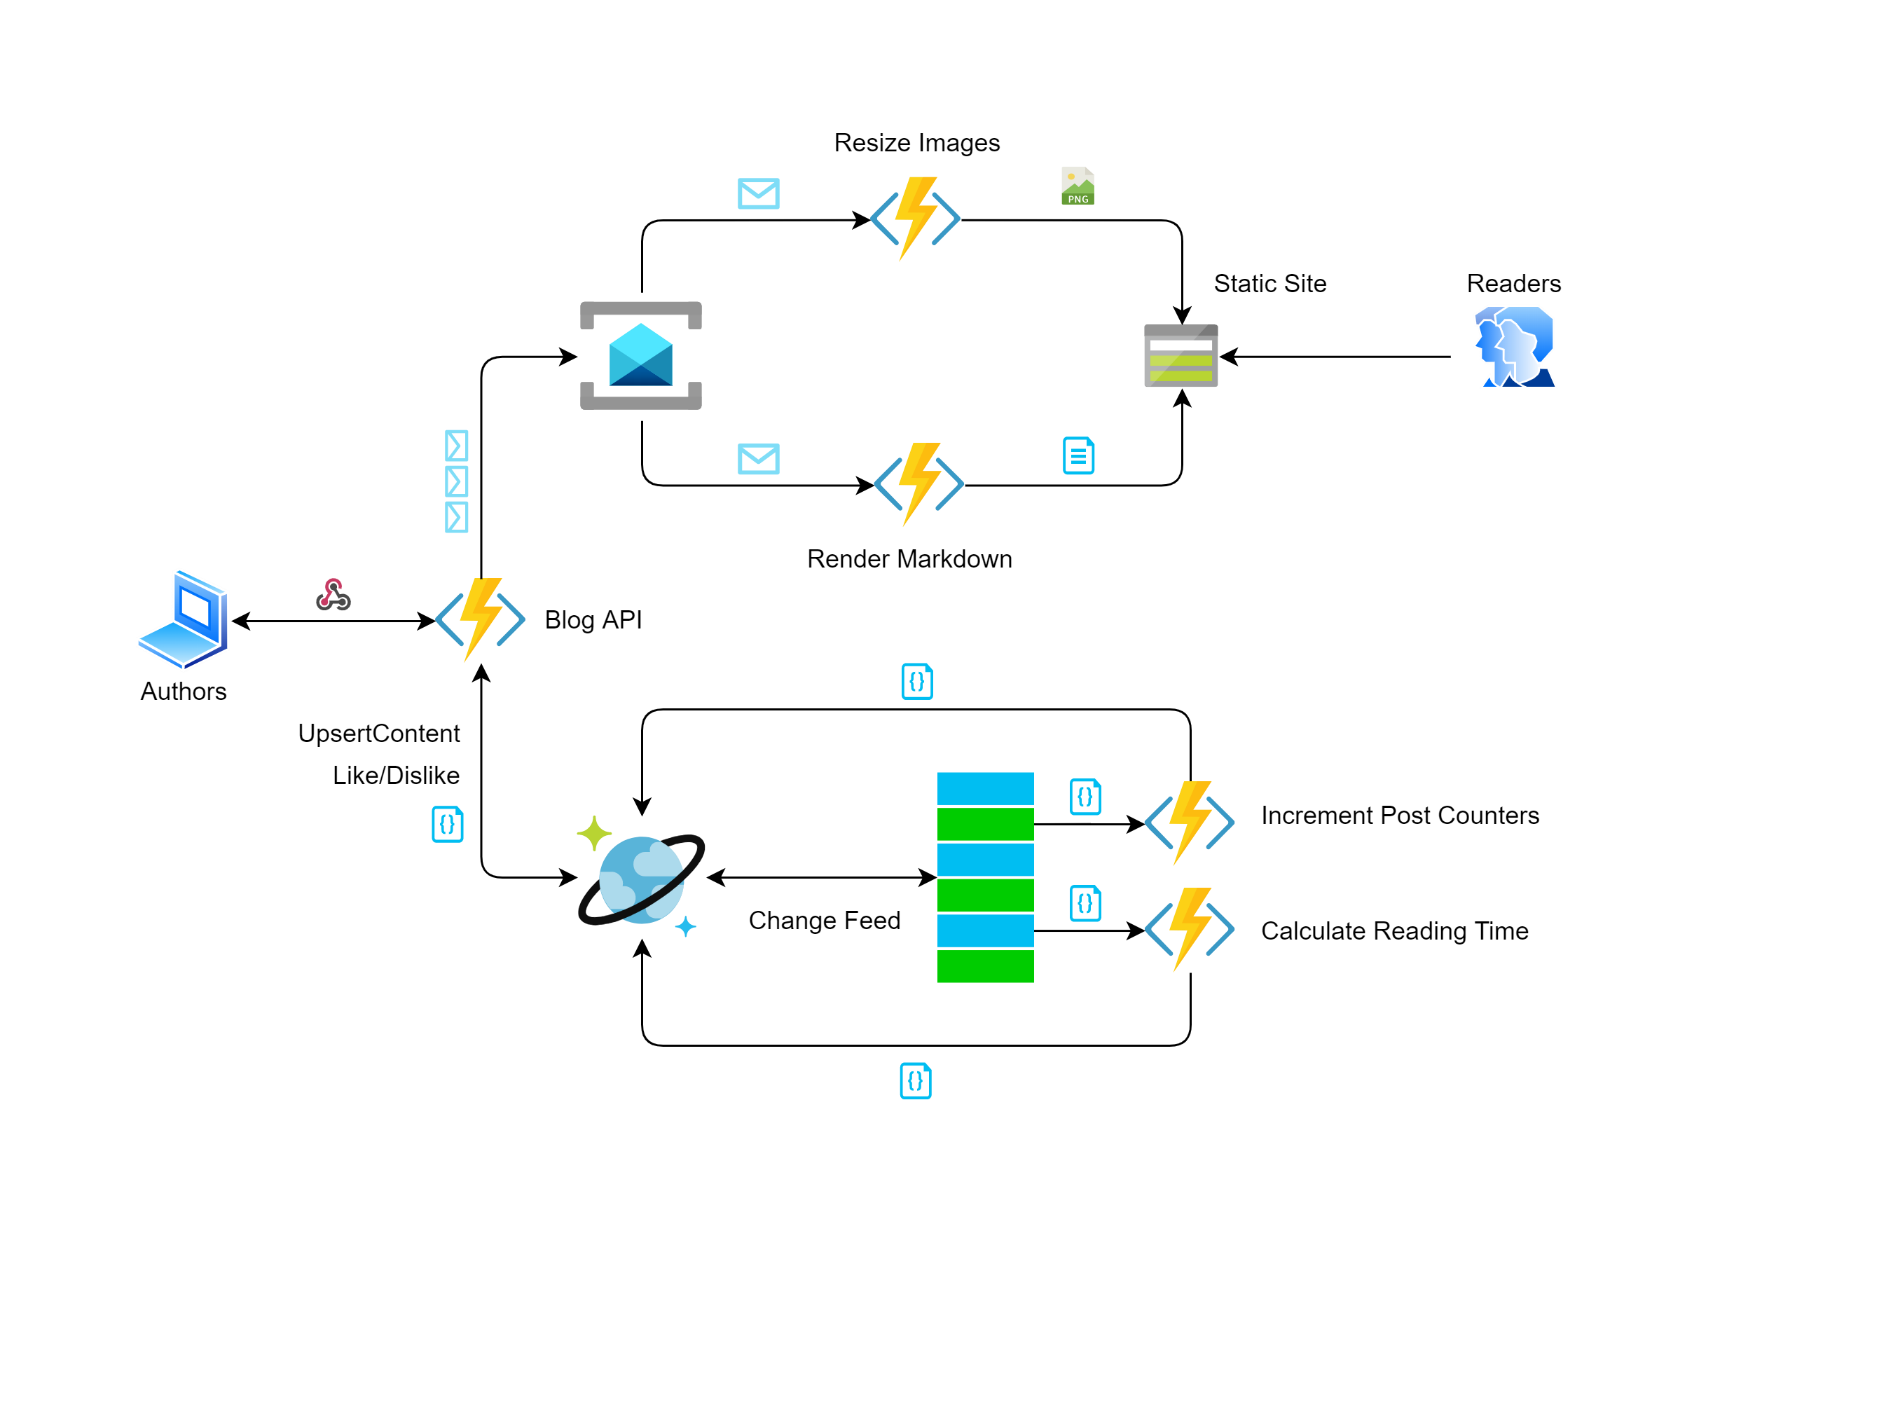 Resize Images
PNG
Static Site
Readers
Render Markdown
Blog API
Authors
UpsertContent
Like/Dislike
{}
{}
{}
Increment Post Counters
Change Feed
{}
Calculate Reading Time
{}